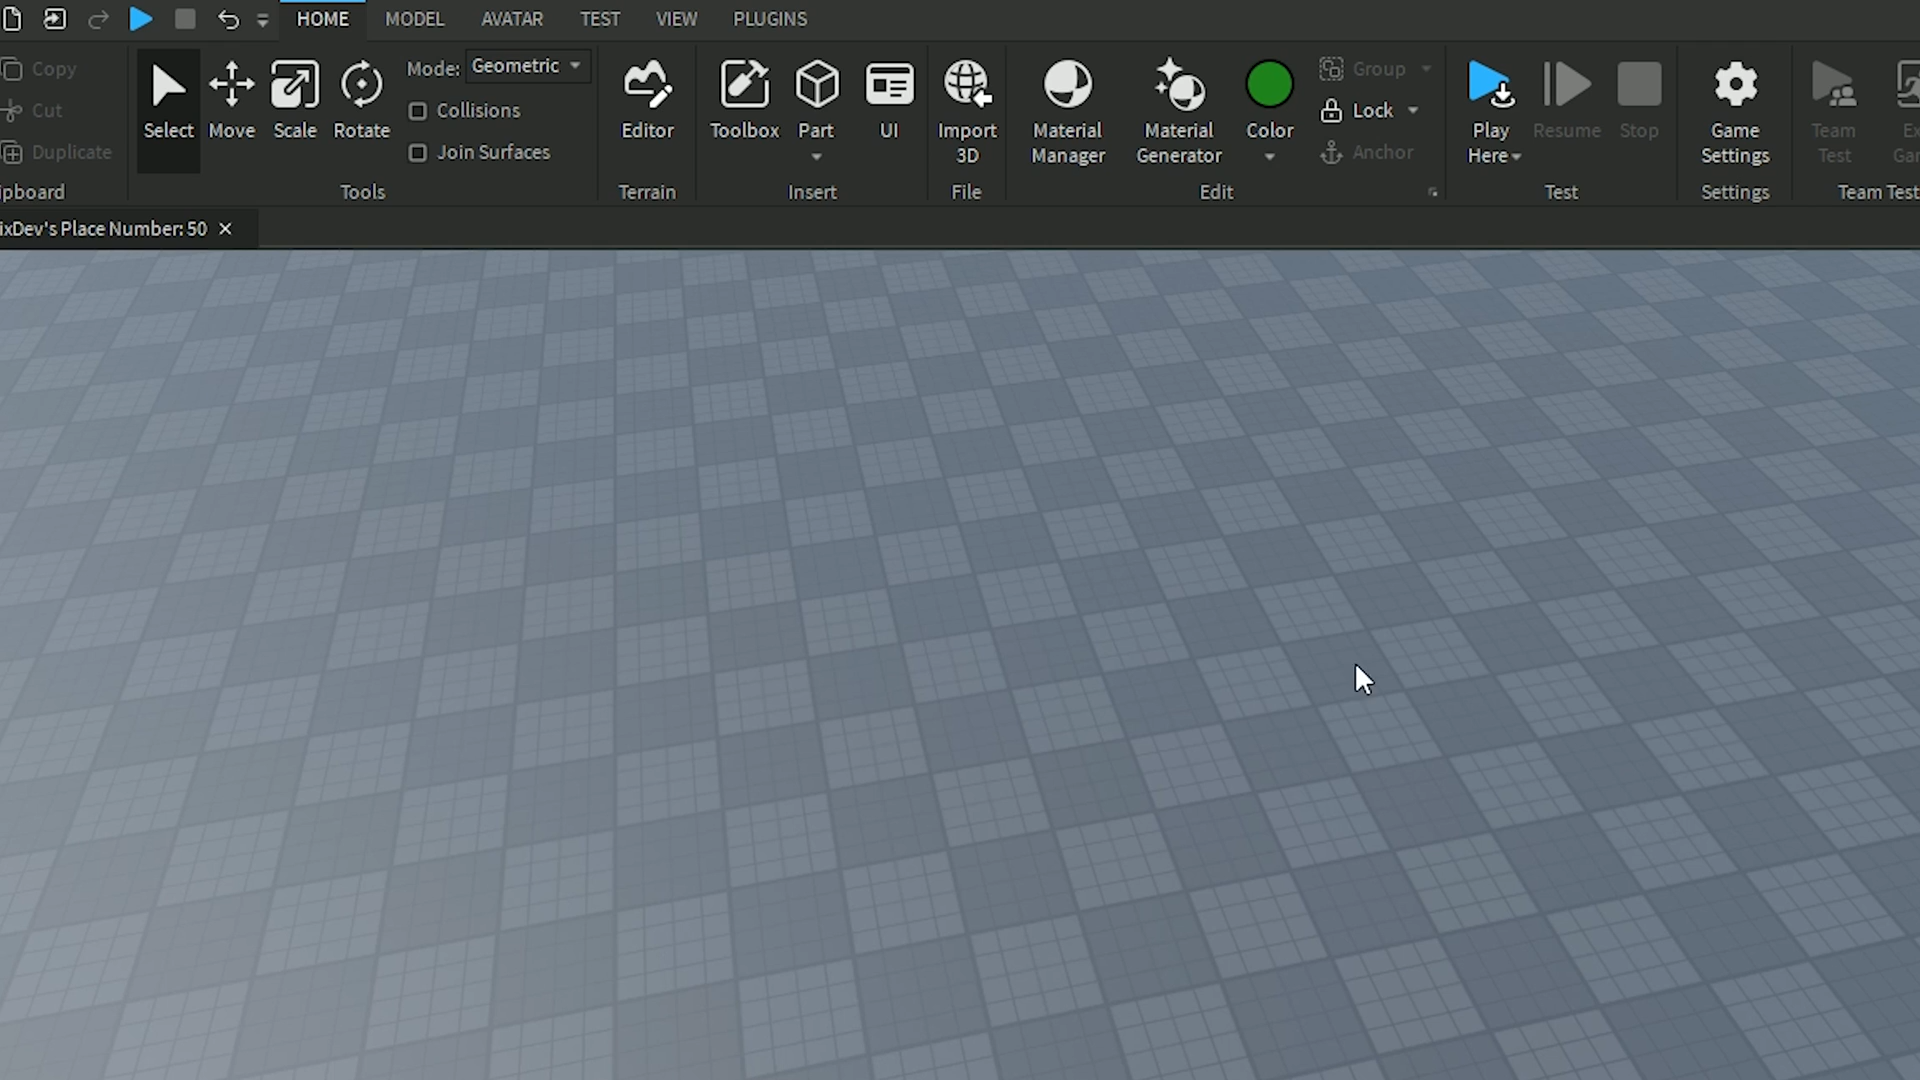 HOME MODEL AVATAR TEST VIEW PLUGINS
Copy
Cut
Duplicate
Select Move Scale Rotate
Mode: Geometric
Collisions
Join Surfaces
Editor
Toolbox Part UI
Import 3D
Material Manager
Material Generator
Color
Group
Lock
Anchor
Play Here
Resume
Stop
Game Settings
Team Test
Ex
Gar
ipboard Tools Terrain Insert File Edit Test Settings Team Test
ixDev's Place Number: 50